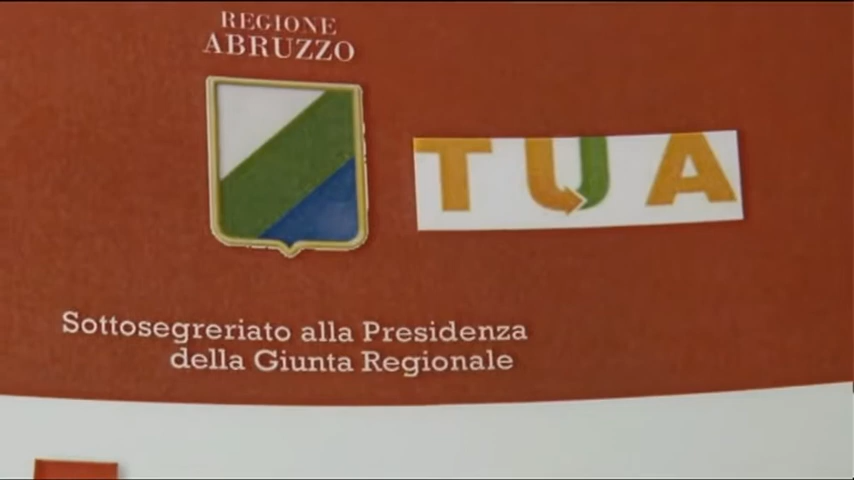 REGIONE
ABRUZZO
TUA
Sottosegreriato alla Presidenza
della Giunta Regionale